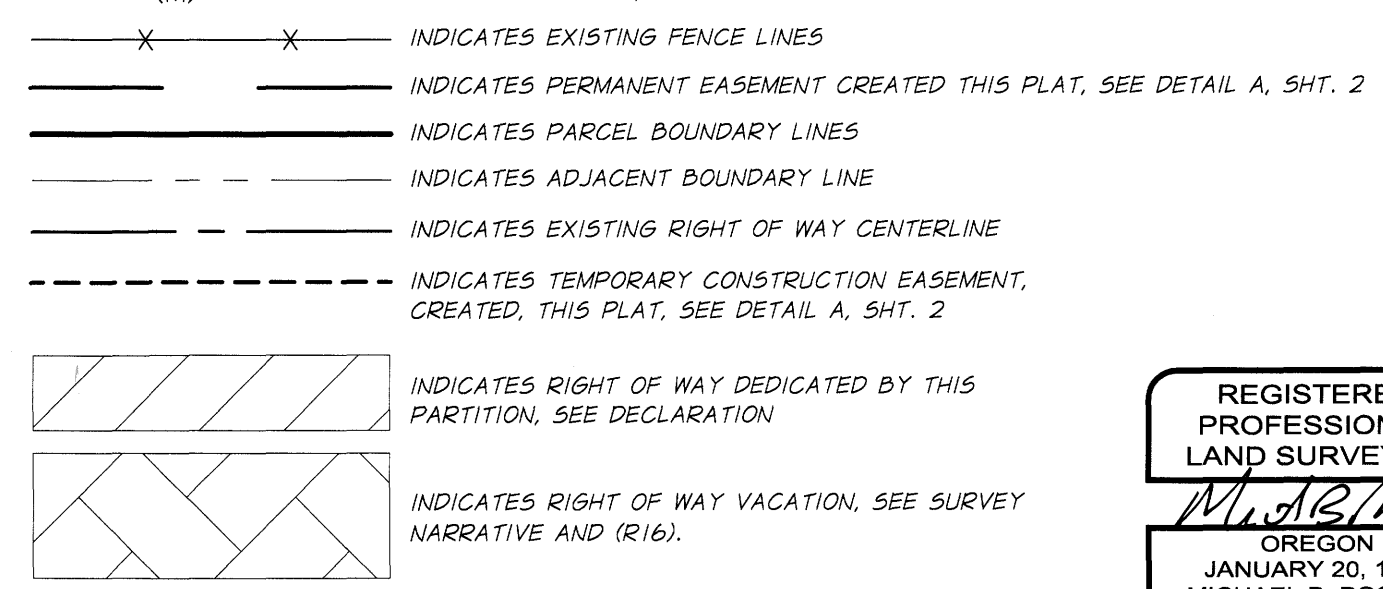 INDICATES EXISTING FENCE LINES
INDICATES PERMANENT EASEMENT CREATED THIS PLAT, SEE DETAIL A, SHT. 2
INDICATES PARCEL BOUNDARY LINES
INDICATES ADJACENT BOUNDARY LINE
INDICATES EXISTING RIGHT OF WAY CENTERLINE
INDICATES TEMPORARY CONSTRUCTION EASEMENT,
CREATED, THIS PLAT, SEE DETAIL A, SHT. 2
INDICATES RIGHT OF WAY DEDICATED BY THIS
PARTITION, SEE DECLARATION
INDICATES RIGHT OF WAY VACATION, SEE SURVEY
NARRATIVE AND (R16).
REGISTERE
PROFESSION
LAND SURVEY
OREGON
JANUARY 20, 1